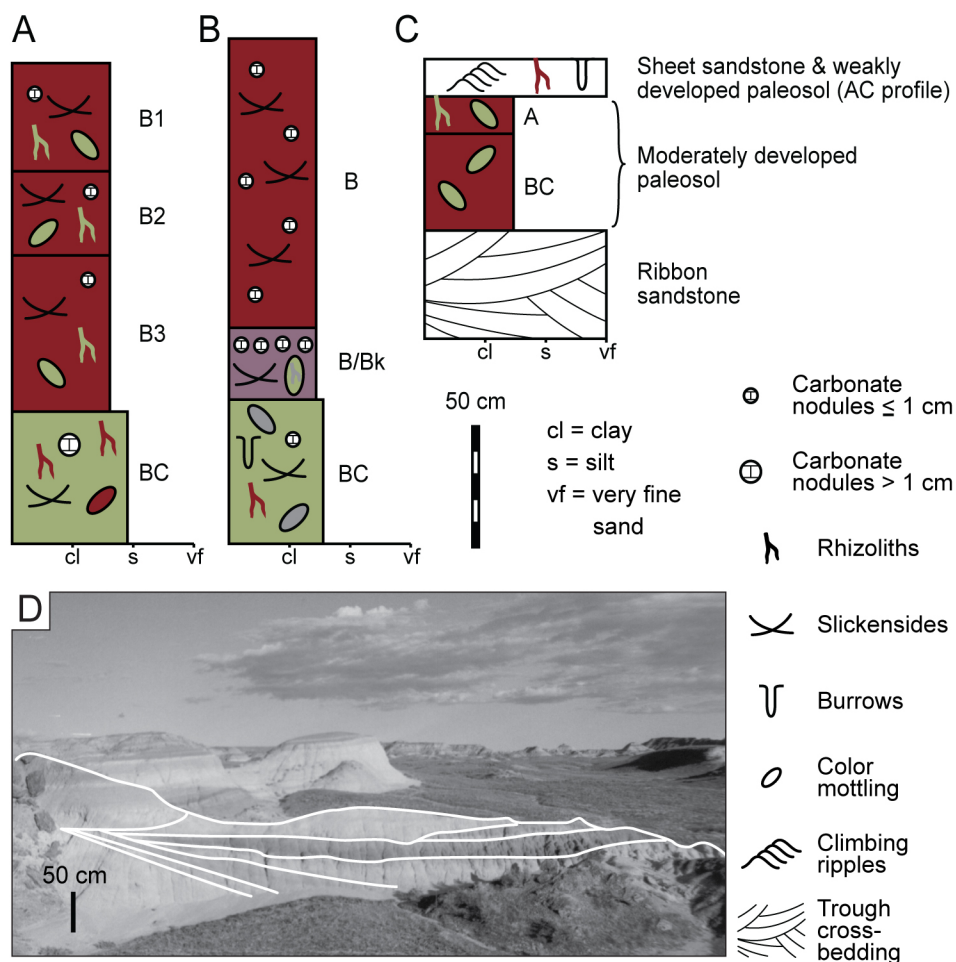 A
B1
B2
B3
BC
cl
s
vf
B
B
B/Bk
BC
cl
s
vf
C
Sheet sandstone & weakly
developed paleosol (AC profile)
A
BC
Moderately developed
paleosol
Ribbon
sandstone
cl
s
vf
50 cm
cl = clay
s = silt
vf = very fine
sand
Carbonate
nodules ≤ 1 cm
Carbonate
nodules > 1 cm
Rhizoliths
Slickensides
Burrows
Color
mottling
Climbing
ripples
Trough
cross-
bedding
D
50 cm